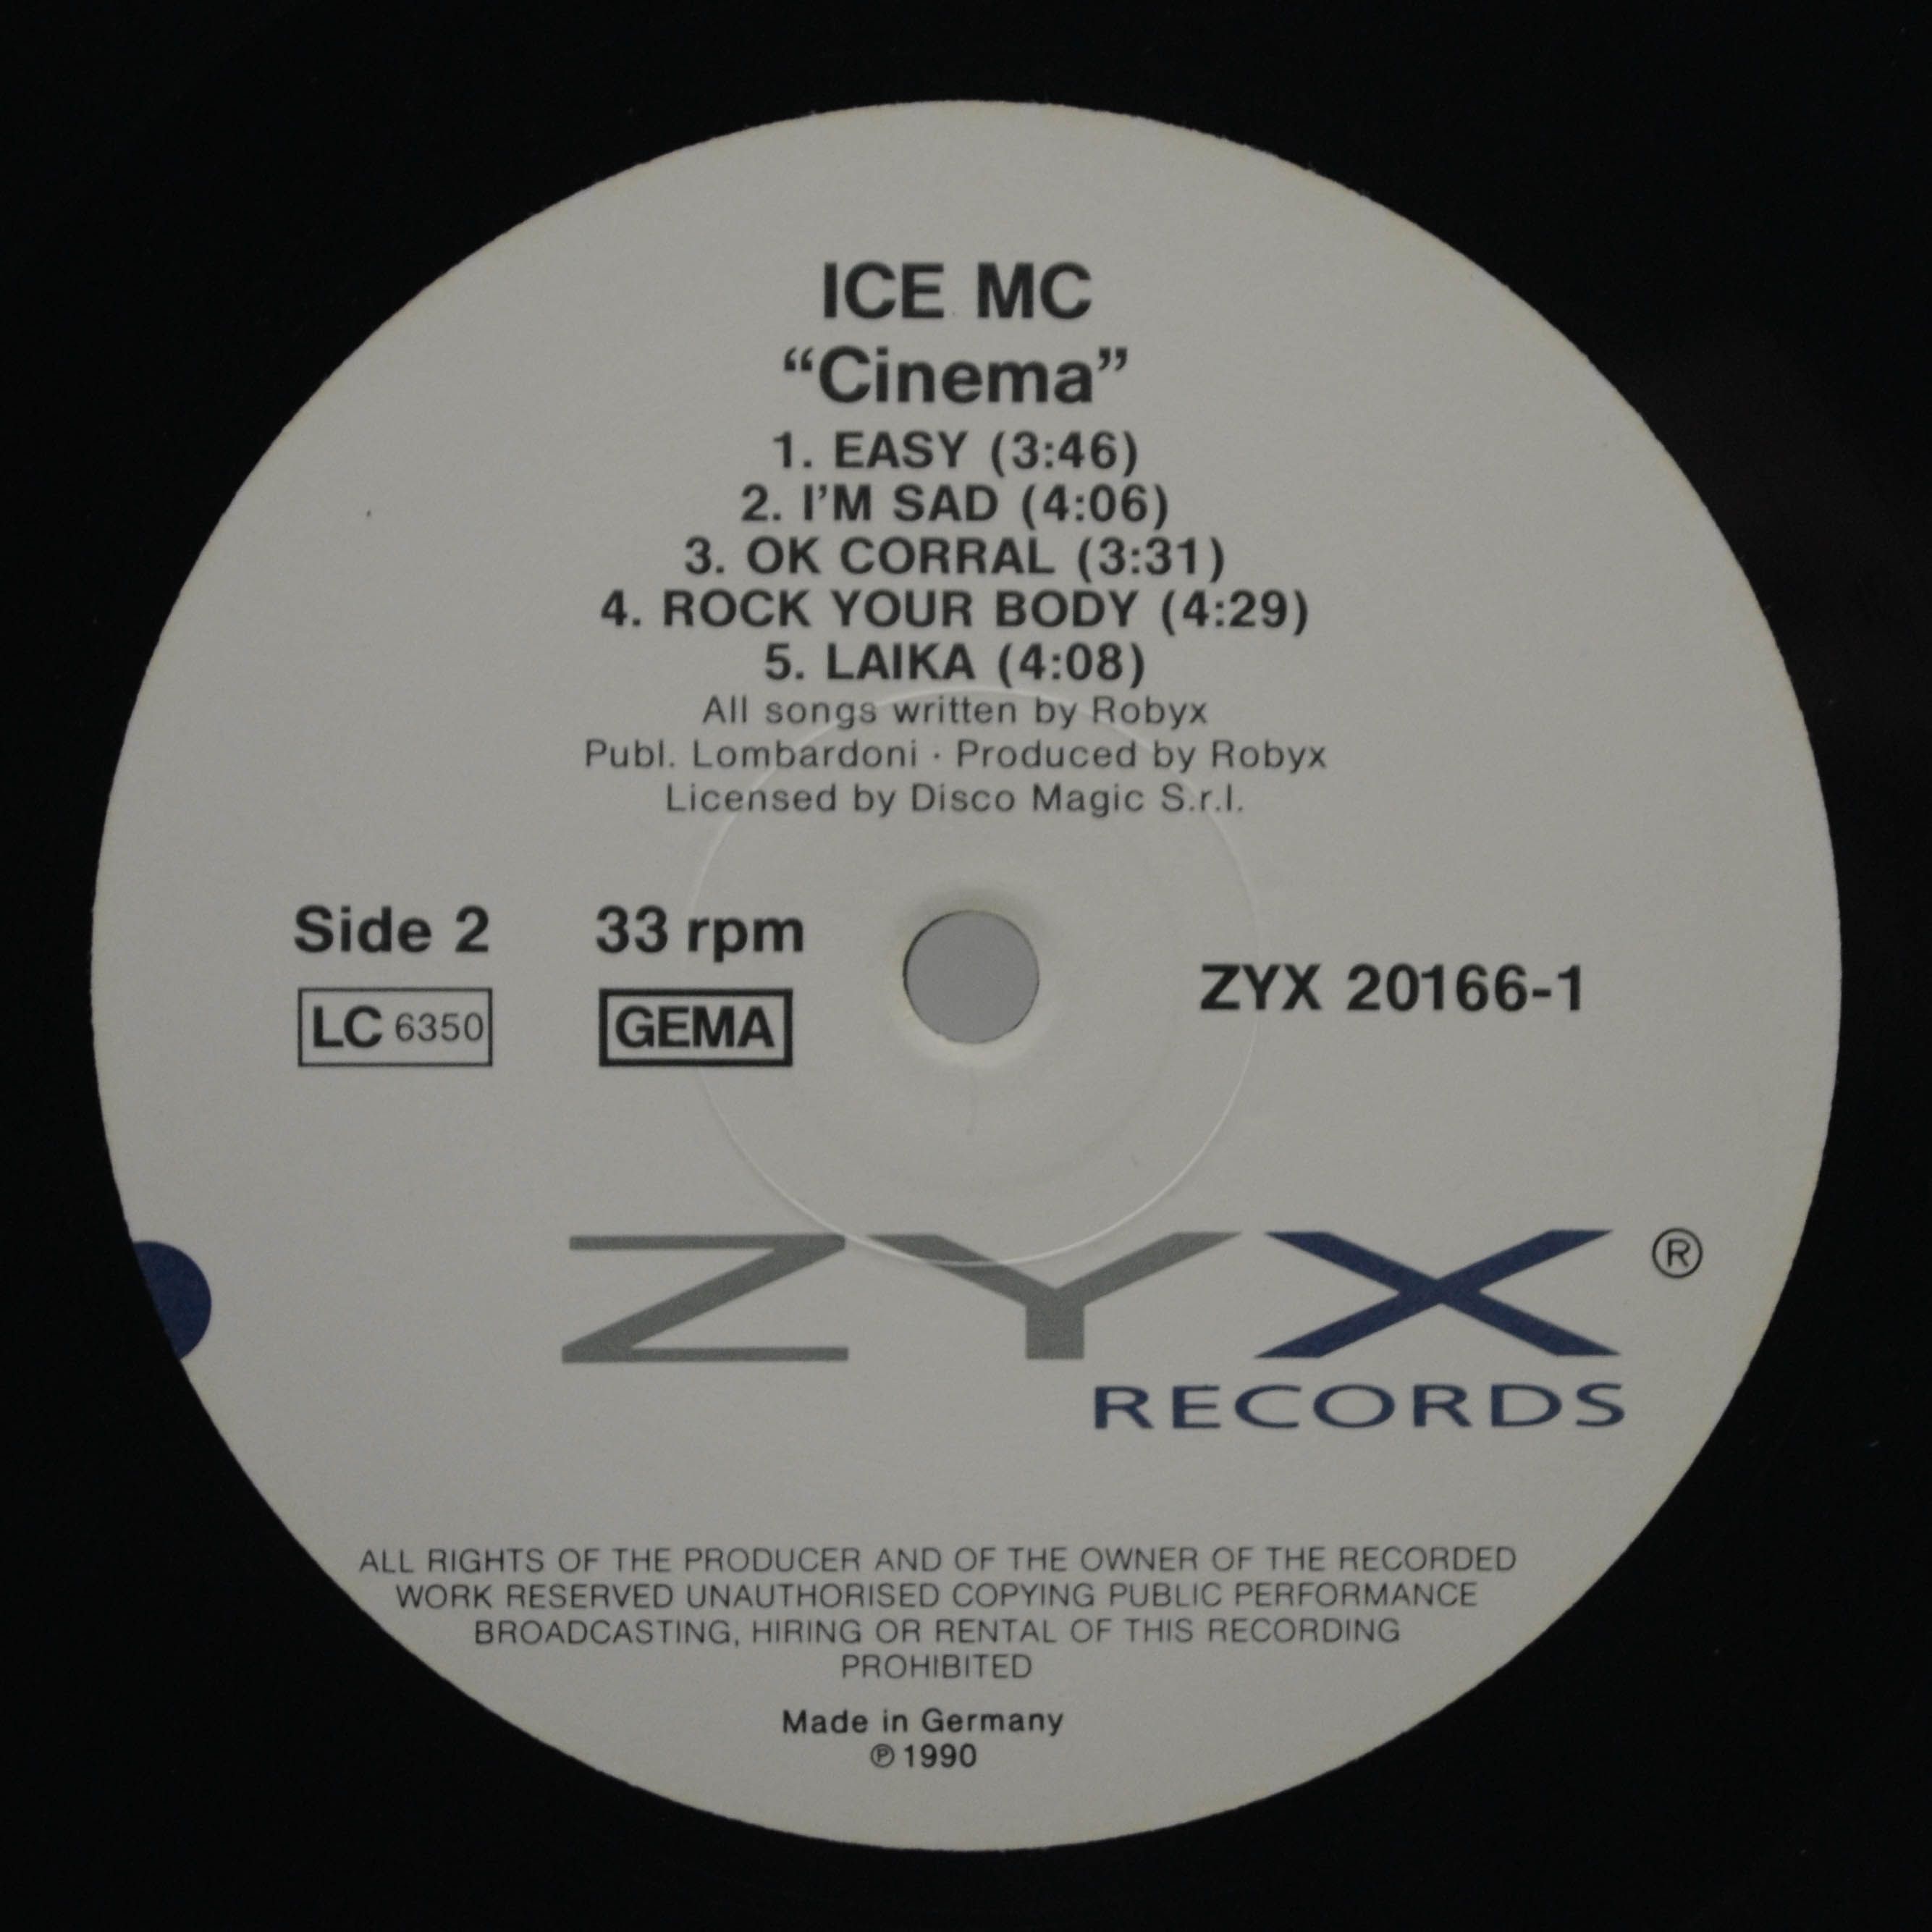 ICE MC
“Cinema”
1. EASY (3:46)
2. I’M SAD (4:06)
3. OK CORRAL (3:31)
4. ROCK YOUR BODY (4:29)
5. LAIKA (4:08)
All songs written by Robyx
Publ. Lombardoni · Produced by Robyx
Licensed by Disco Magic S.r.l.
Side 2 33 rpm
LC 6350 GEMA
ZYX 20166-1
ZYX ®
RECORDS
ALL RIGHTS OF THE PRODUCER AND OF THE OWNER OF THE RECORDED
WORK RESERVED UNAUTHORISED COPYING PUBLIC PERFORMANCE
BROADCASTING, HIRING OR RENTAL OF THIS RECORDING
PROHIBITED
Made in Germany
℗ 1990